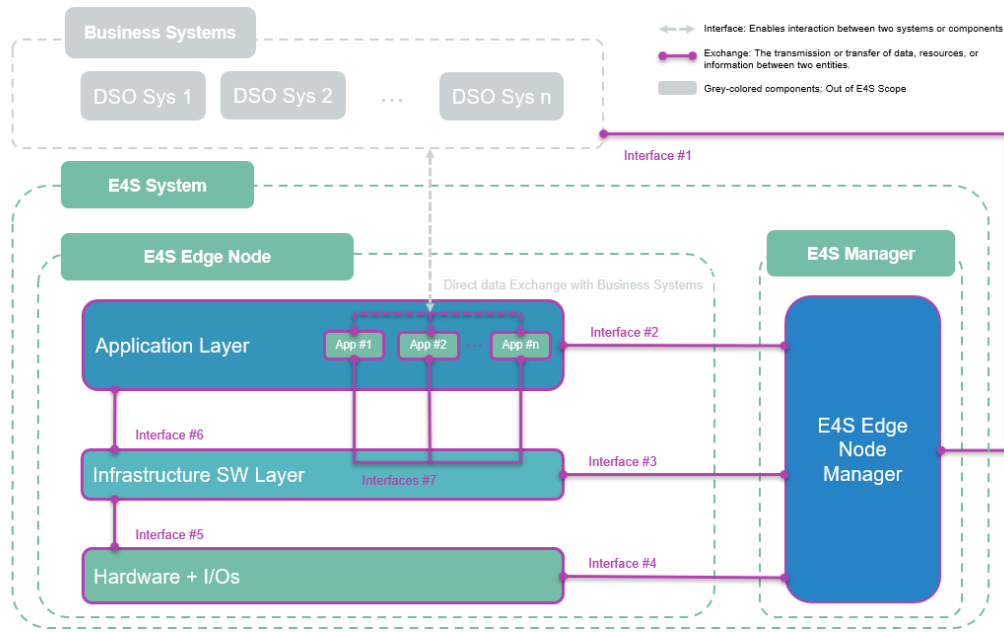 Business Systems
DSO Sys 1
DSO Sys 2
...
DSO Sys n
Interface: Enables interaction between two systems or components.
Exchange: The transmission or transfer of data, resources, or
information between two entities.
Grey-colored components: Out of E4S Scope
Interface #1
E4S System
E4S Edge Node
E4S Manager
Direct data Exchange with Business Systems
Application Layer
App #1
App #2
...
App #n
Interface #2
E4S Edge
Node
Manager
Interface #6
Infrastructure SW Layer
Interfaces #7
Interface #3
Interface #5
Hardware + I/Os
Interface #4